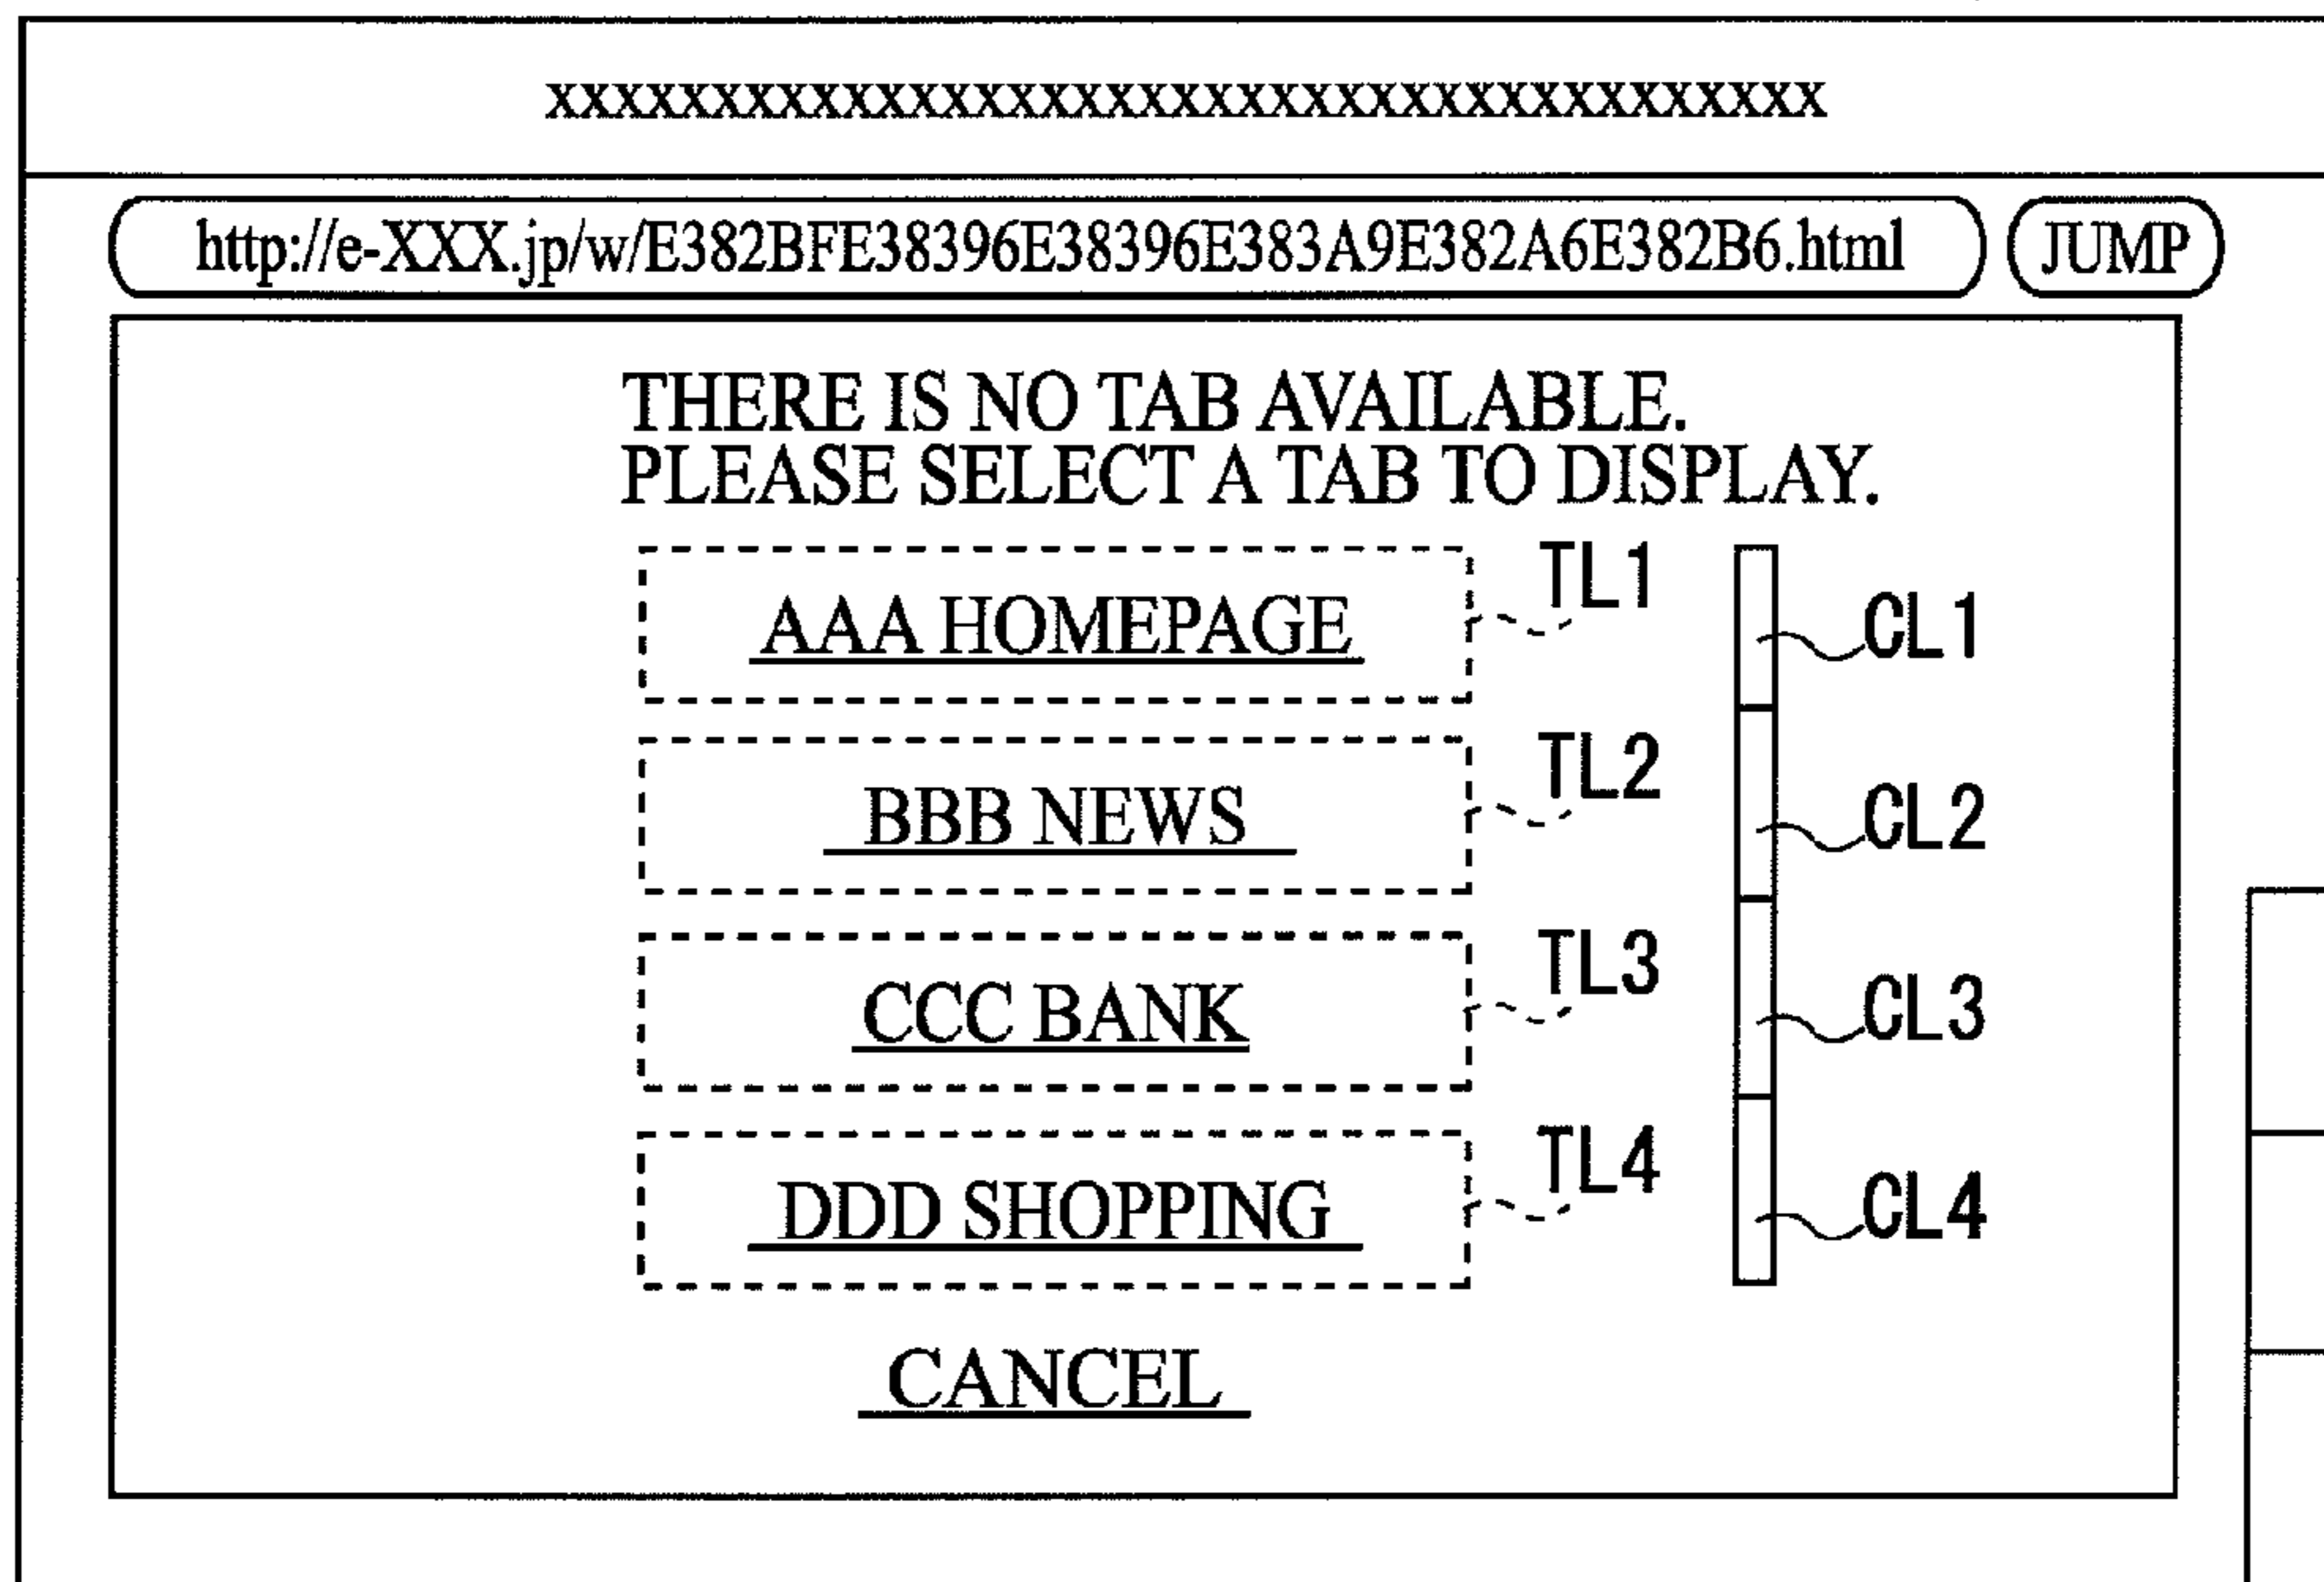 XXXXXXXXXXXXXXXXXXXXXXXXXXXXXXXXXXXXXXX
http://e-XXX.jp/w/E382BFE38396E38396E383A9E382A6E382B6.html JUMP
THERE IS NO TAB AVAILABLE.
PLEASE SELECT A TAB TO DISPLAY.
AAA HOMEPAGE TL1 CL1
BBB NEWS TL2 CL2
CCC BANK TL3 CL3
DDD SHOPPING TL4 CL4
CANCEL